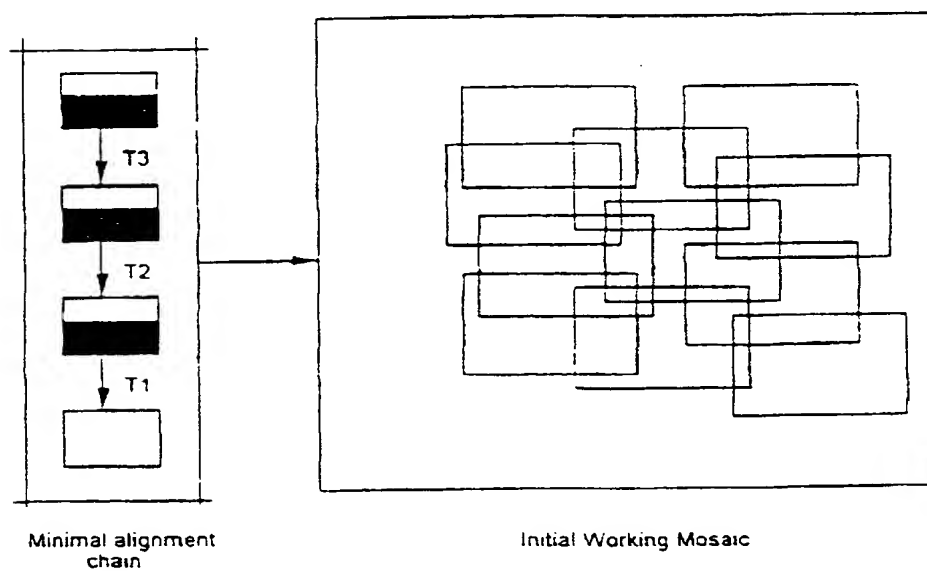 T3
T2
T1
Minimal alignment
chain
Initial Working Mosaic